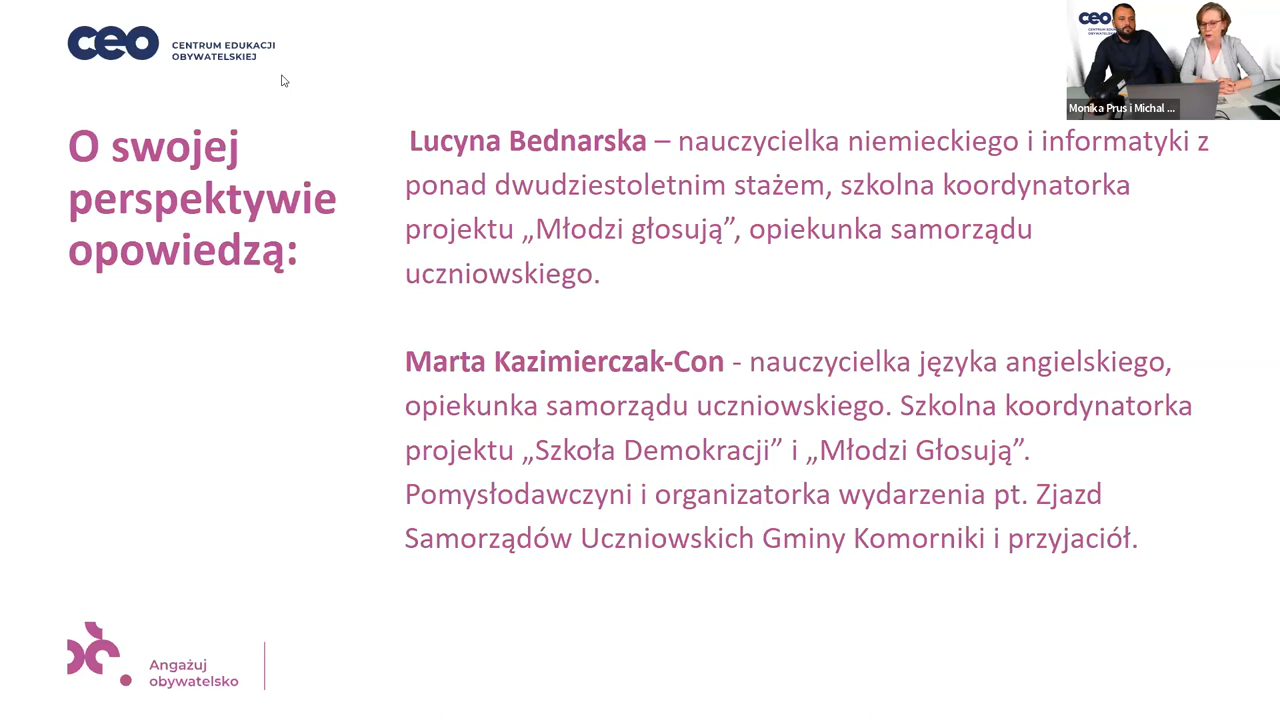 ceo
CENTRUM EDUKACJI
OBYWATELSKIEJ
ceo
Monika Prus i Michal ...
O swojej
perspektywie
opowiedzą:
Lucyna Bednarska – nauczycielka niemieckiego i informatyki z
ponad dwudziestoletnim stażem, szkolna koordynatorka
projektu „Młodzi głosują”, opiekunka samorządu
uczniowskiego.
Marta Kazimierczak-Con - nauczycielka języka angielskiego,
opiekunka samorządu uczniowskiego. Szkolna koordynatorka
projektu „Szkoła Demokracji” i „Młodzi Głosują”.
Pomysłodawczyni i organizatorka wydarzenia pt. Zjazd
Samorządów Uczniowskich Gminy Komorniki i przyjaciół.
Angażuj
obywatelsko